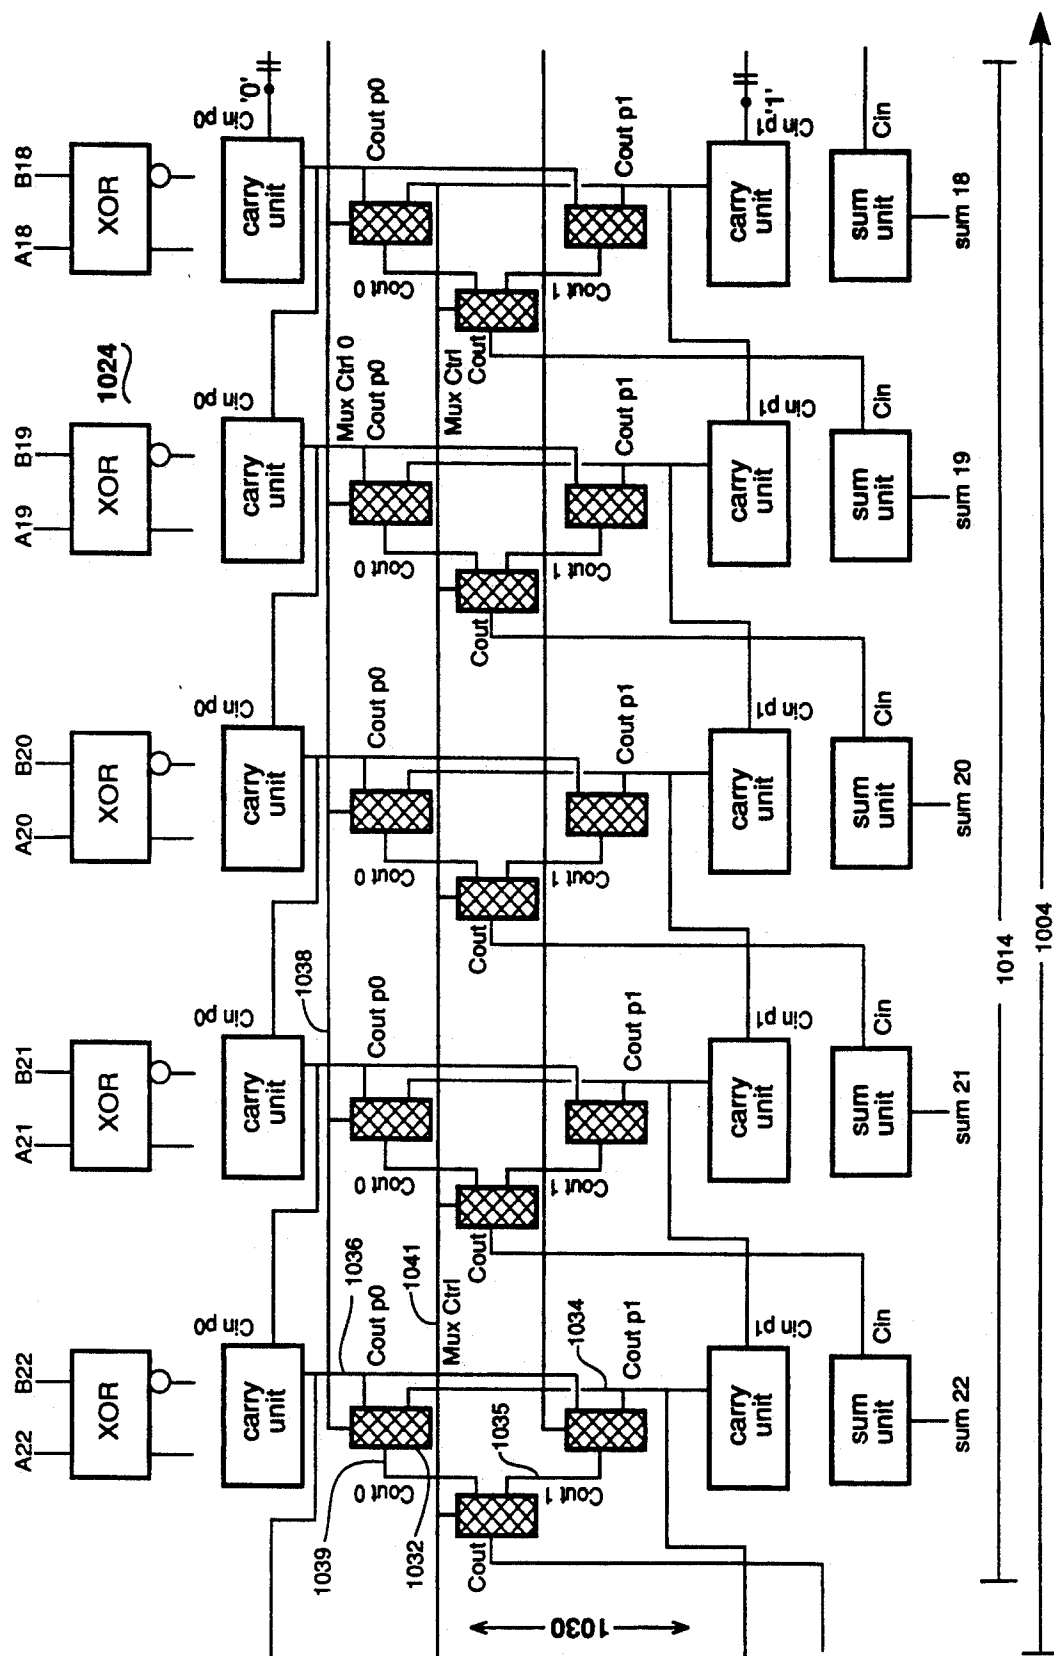 A22 B22 A21 B21 A20 B20 A19 B19 A18 B18
XOR XOR XOR XOR XOR
1024
Cin p0 Cin p0 Cin p0 Cin p0 Cin p0 '0'
carry unit carry unit carry unit carry unit carry unit
1038
Mux Ctrl 0
1039 1036
Cout p0 Cout p0 Cout p0 Cout p0 Cout p0
Cout 0 Cout 0 Cout 0 Cout 0 Cout 0
1032 1041
Mux Ctrl Mux Ctrl
Cout Cout Cout Cout Cout
1035
Cout 1 Cout 1 Cout 1 Cout 1 Cout 1
1034
1030
Cout p1 Cout p1 Cout p1 Cout p1 Cout p1
carry unit carry unit carry unit carry unit carry unit
Cin p1 Cin p1 Cin p1 Cin p1 Cin p1 '1'
Cin Cin Cin Cin Cin
sum unit sum unit sum unit sum unit sum unit
sum 22 sum 21 sum 20 sum 19 sum 18
1014
1004